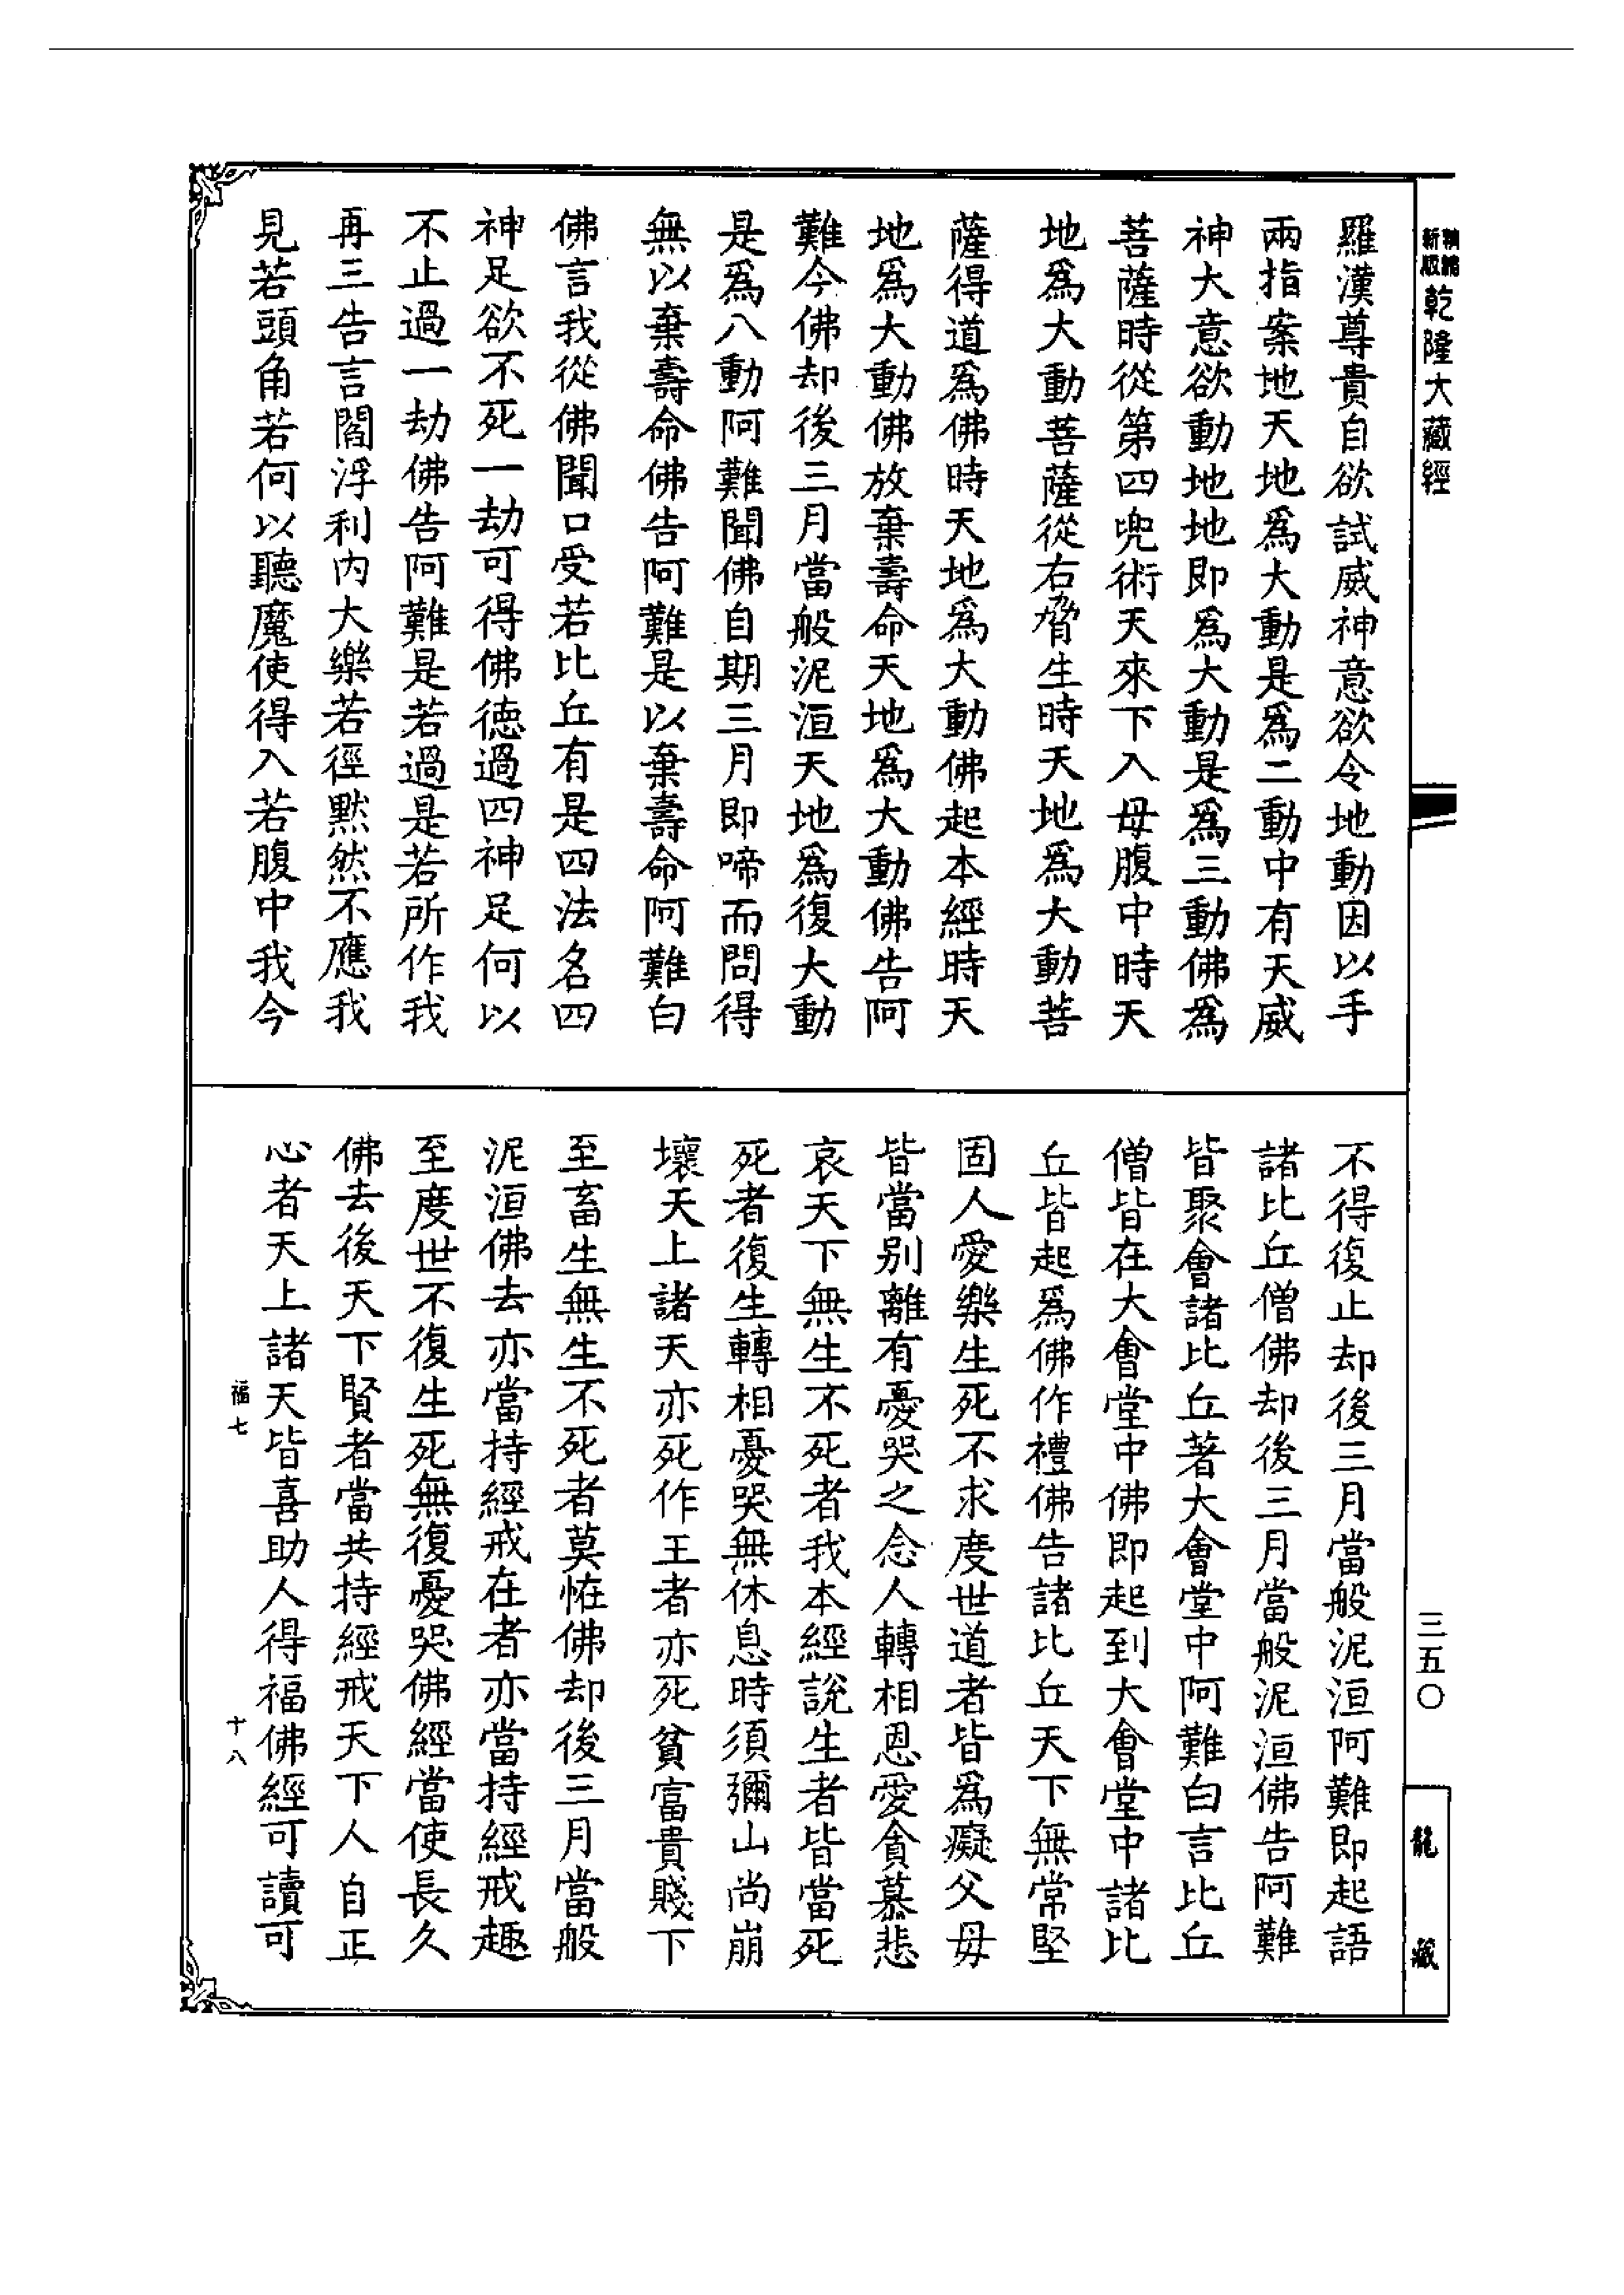 新版精縮乾隆大藏經
羅漢尊貴自欲試威神意欲令地動因以手
兩指案地天地爲大動是爲二動中有天威
神大意欲動地地即爲大動是爲三動佛爲
菩薩時從第四兜術天來下入母腹中時天
地爲大動菩薩從右脅生時天地爲大動菩
薩得道爲佛時天地爲大動佛起本經時天
地爲大動佛放棄壽命天地爲大動佛告阿
難今佛却後三月當般泥洹天地爲復大動
是爲八動阿難聞佛自期三月即啼而問得
無以棄壽命佛告阿難是以棄壽命阿難白
佛言我從佛聞口受若比丘有是四法名四
神足欲不死一劫可得佛德過四神足何以
不止過一劫佛告阿難是若過是若所作我
再三告言閻浮利內大樂若徑默然不應我
見若頭角若何以聽魔使得入若腹中我今
不得復止却後三月當般泥洹阿難即起語
諸比丘僧佛却後三月當般泥洹佛告阿難
皆聚會諸比丘著大會堂中阿難白言比丘
僧皆在大會堂中佛即起到大會堂中諸比
丘皆起爲佛作禮佛告諸比丘天下無常堅
固人愛樂生死不求度世道者皆爲癡父母
皆當別離有憂哭之念人轉相恩愛貪慕悲
哀天下無生不死者我本經說生者皆當死
死者復生轉相憂哭無休息時須彌山尚崩
壞天上諸天亦死作王者亦死貧富貴賤下
至畜生無生不死者莫恠佛却後三月當般
泥洹佛去亦當持經戒在者亦當持經戒趣
至度世不復生死無復憂哭佛經當使長久
佛去後天下賢者當共持經戒天下人自正
心者天上諸天皆喜助人得福佛經可讀可
福七 十八
三五〇
龍藏